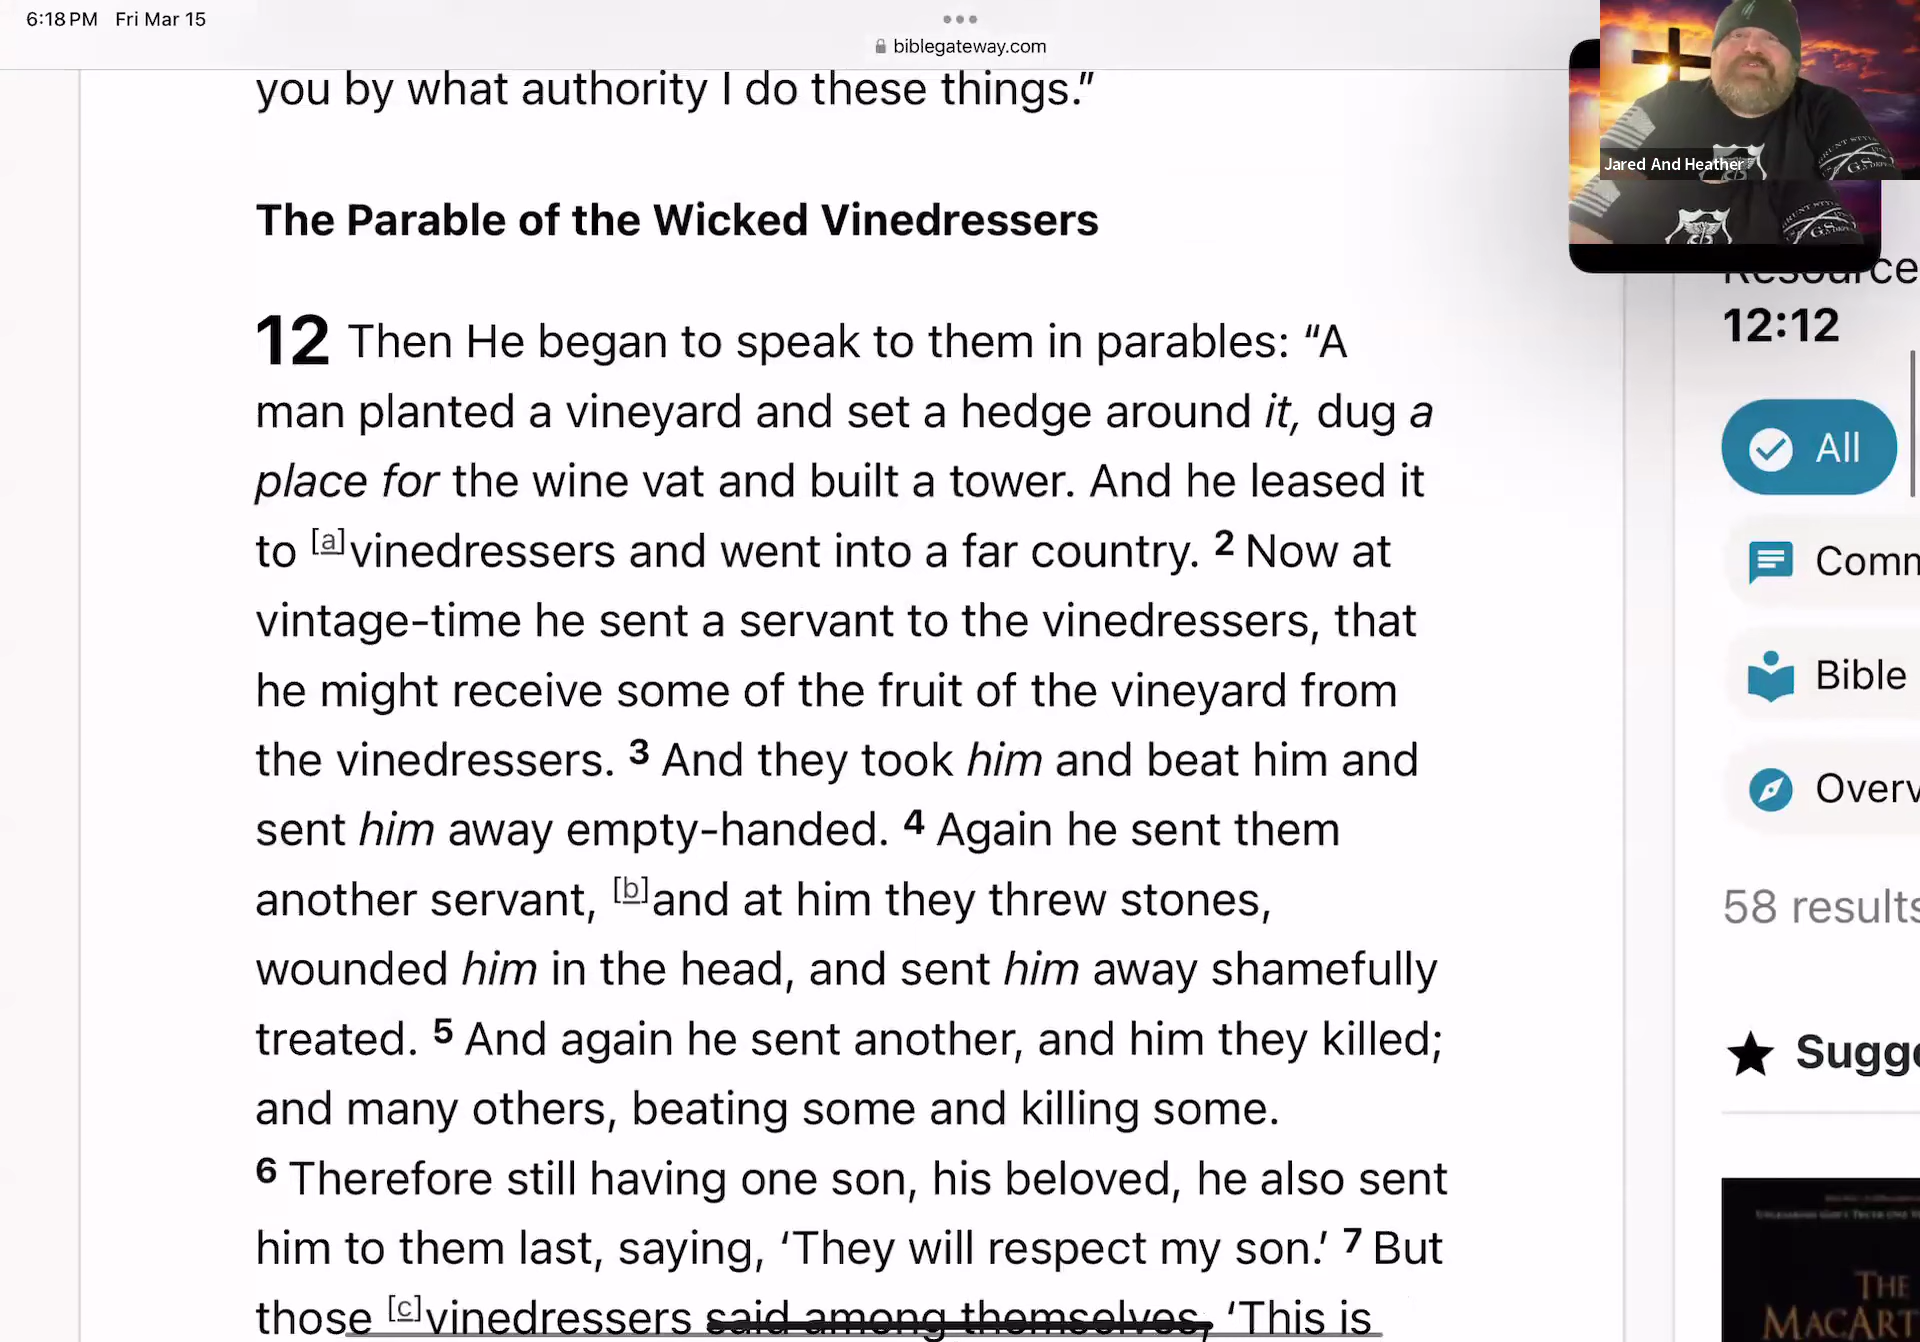 6:18 PM Fri Mar 15
biblegateway.com
you by what authority I do these things.”
Jared And Heather
The Parable of the Wicked Vinedressers
12 Then He began to speak to them in parables: “A
man planted a vineyard and set a hedge around it, dug a
place for the wine vat and built a tower. And he leased it
to [a]vinedressers and went into a far country. 2 Now at
vintage-time he sent a servant to the vinedressers, that
he might receive some of the fruit of the vineyard from
the vinedressers. 3 And they took him and beat him and
sent him away empty-handed. 4 Again he sent them
another servant, [b]and at him they threw stones,
wounded him in the head, and sent him away shamefully
treated. 5 And again he sent another, and him they killed;
and many others, beating some and killing some.
6 Therefore still having one son, his beloved, he also sent
him to them last, saying, ‘They will respect my son.’ 7 But
those [c]vinedressers said among themselves, ‘This is
Resource
12:12
All
Comm
Bible
Overv
58 results
Sugge
THE
MACART